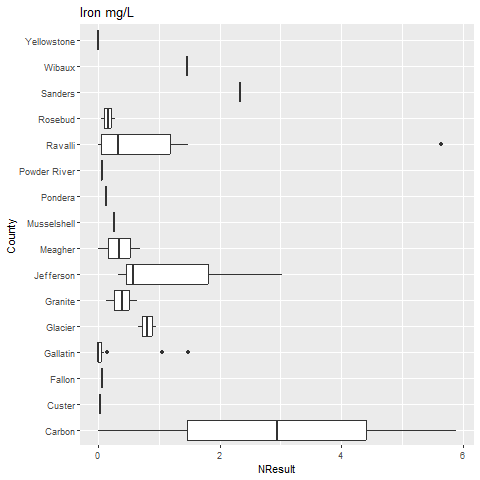 Iron mg/L
Yellowstone
Wibaux
Sanders
Rosebud
Ravalli
Powder River
Pondera
Musselshell
Meagher
Jefferson
Granite
Glacier
Gallatin
Fallon
Custer
Carbon
County
0 2 4 6
NResult